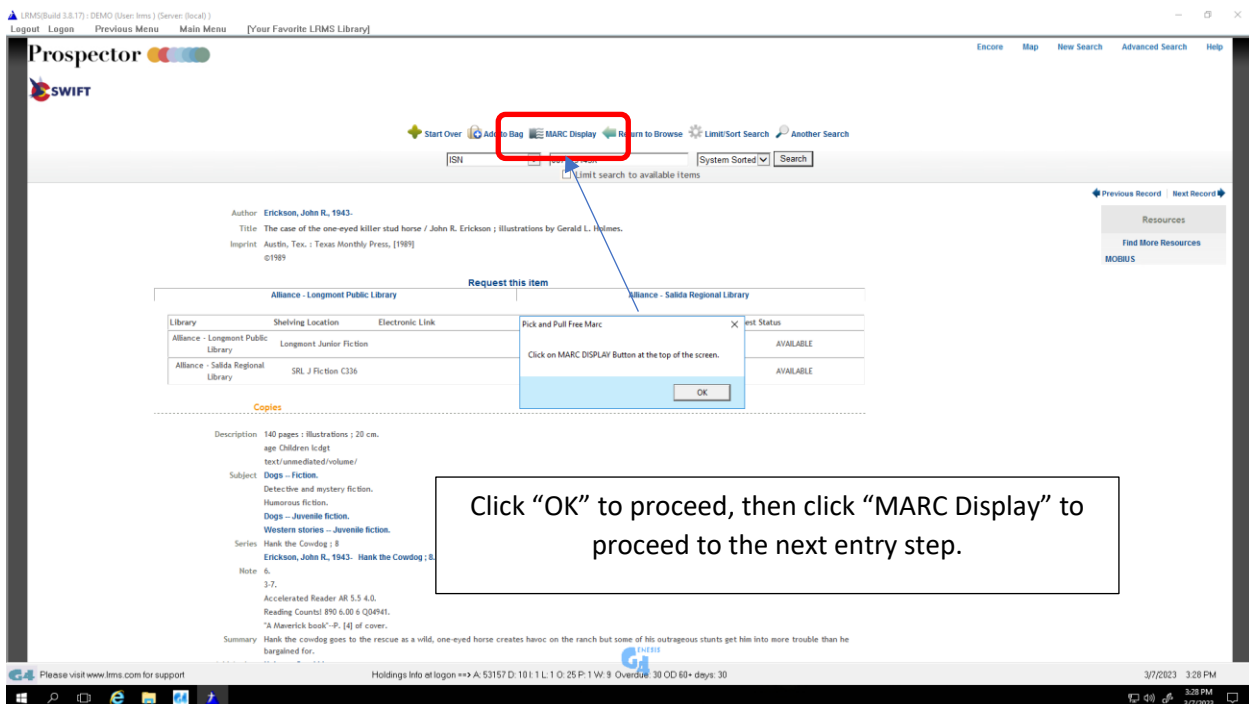 LRMS(Build 3.8.17) : DEMO (User: lrms ) (Server: (local) )
Logout Logon Previous Menu Main Menu [Your Favorite LRMS Library]
Prospector
Encore Map New Search Advanced Search Help
SWIFT
Start Over Add to Bag MARC Display Return to Browse Limit/Sort Search Another Search
ISN System Sorted Search
Limit search to available items
Previous Record Next Record
Resources
Find More Resources
MOBIUS
Author Erickson, John R., 1943-
Title The case of the one-eyed killer stud horse / John R. Erickson ; illustrations by Gerald L. Holmes.
Imprint Austin, Tex. : Texas Monthly Press, [1989]
©1989
Request this item
Alliance - Longmont Public Library Alliance - Salida Regional Library
Library Shelving Location Electronic Link est Status
Alliance - Longmont Public Library Longmont Junior Fiction AVAILABLE
Alliance - Salida Regional Library SRL J Fiction C336 AVAILABLE
Pick and Pull Free Marc
Click on MARC DISPLAY Button at the top of the screen.
OK
Copies
Description 140 pages : illustrations ; 20 cm.
age Children lcdgt
text/unmediated/volume/
Subject Dogs -- Fiction.
Detective and mystery fiction.
Humorous fiction.
Dogs -- Juvenile fiction.
Western stories -- Juvenile fiction.
Series Hank the Cowdog ; 8
Erickson, John R., 1943- Hank the Cowdog ; 8.
Note 6.
3-7.
Accelerated Reader AR 5.5 4.0.
Reading Counts! 890 6.00 6 Q04941.
"A Maverick book"--P. [4] of cover.
Summary Hank the cowdog goes to the rescue as a wild, one-eyed horse creates havoc on the ranch but some of his outrageous stunts get him into more trouble than he
bargained for.
Click “OK” to proceed, then click “MARC Display” to
proceed to the next entry step.
GENESIS
G4
G4 Please visit www.lrms.com for support Holdings Info at logon ==> A: 53157 D: 10 I: 1 L: 1 O: 25 P: 1 W: 9 Overdue: 30 OD 60+ days: 30 3/7/2023 3:28 PM
3:28 PM
3/7/2023